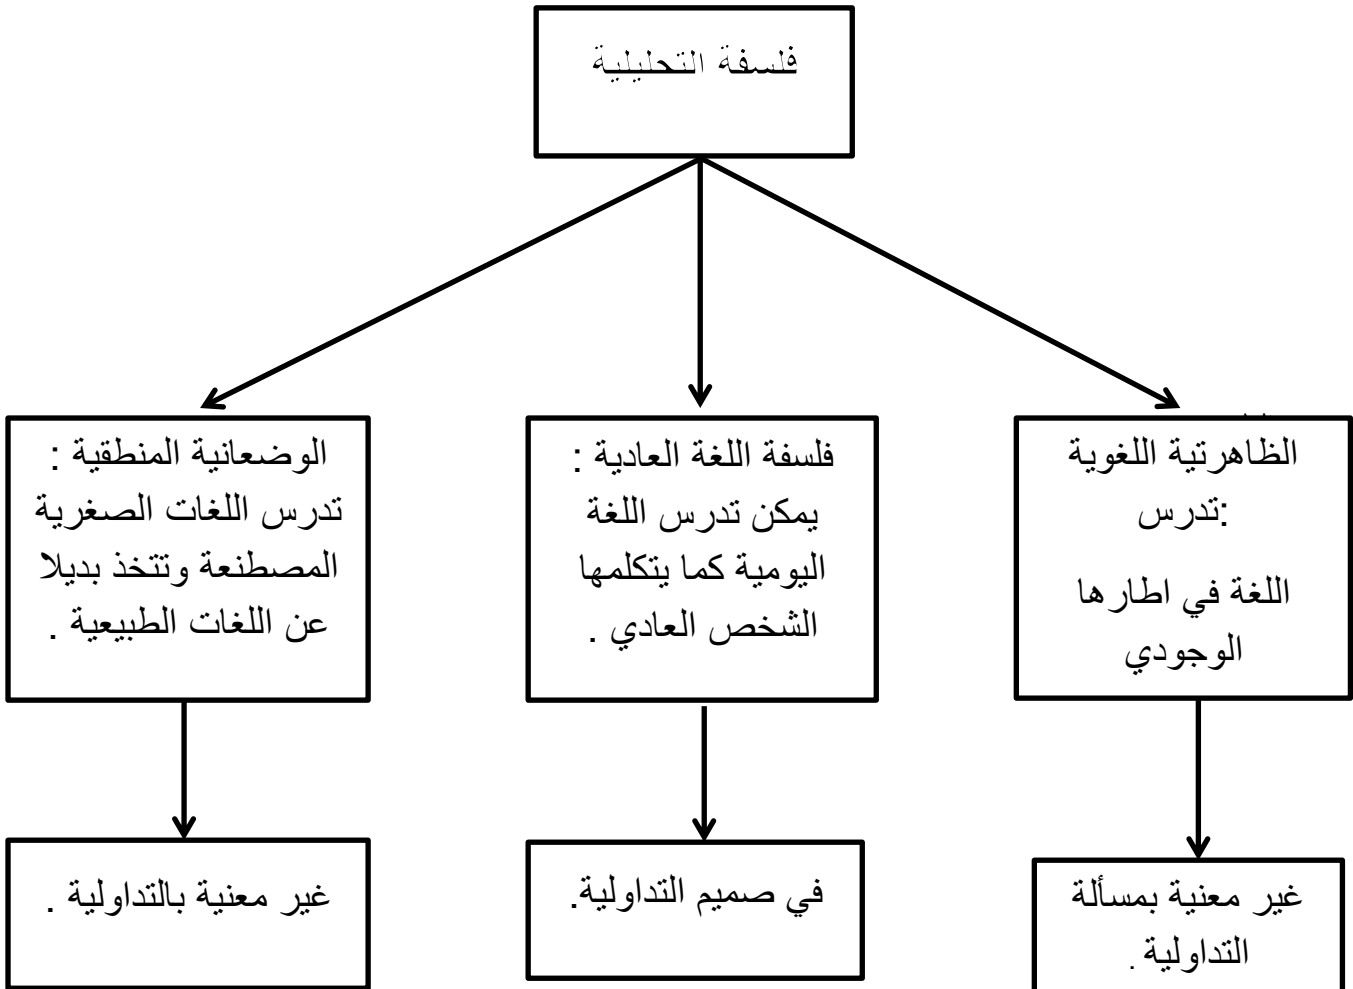 فلسفة التحليلية
الظاهرتية اللغوية
:تدرس
اللغة في اطارها
الوجودي
فلسفة اللغة العادية :
يمكن تدرس اللغة
اليومية كما يتكلمها
الشخص العادي .
الوضعانية المنطقية :
تدرس اللغات الصغرية
المصطنعة وتتخذ بديلا
عن اللغات الطبيعية .
غير معنية بمسألة
التداولية .
في صميم التداولية.
غير معنية بالتداولية .